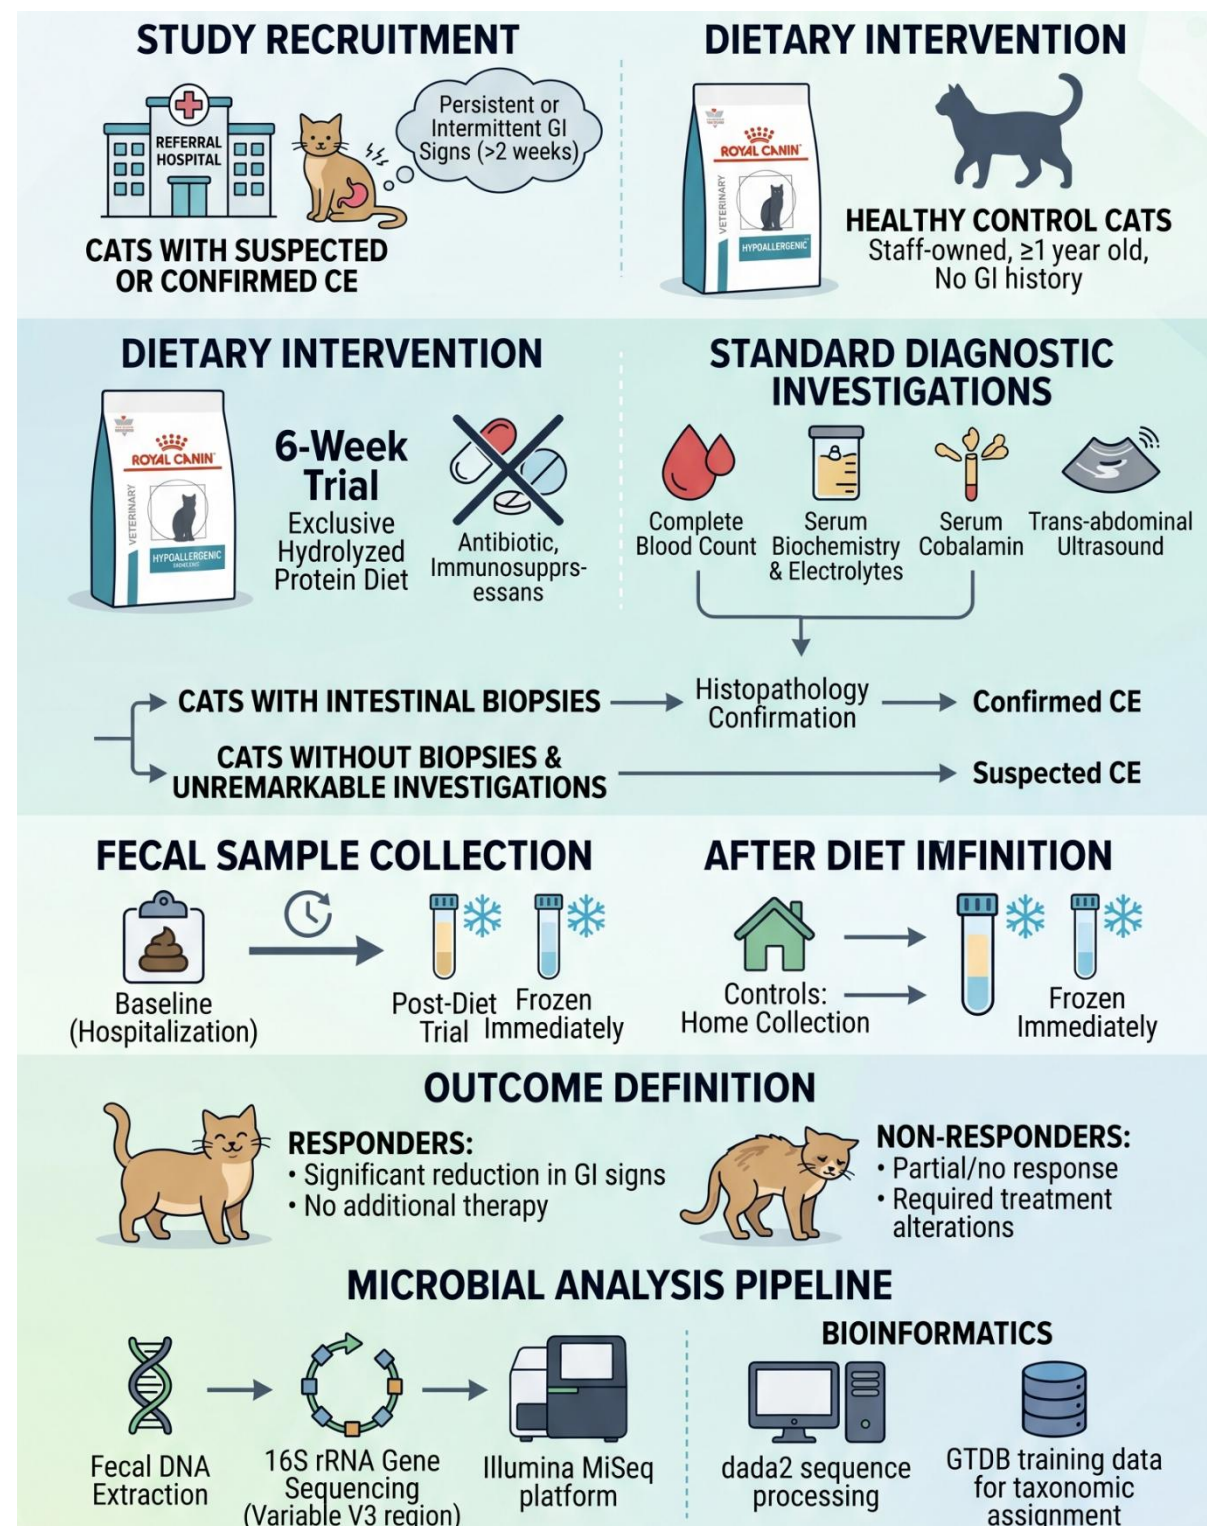 STUDY RECRUITMENT
REFERRAL
HOSPITAL
Persistent or
Intermittent GI
Signs (>2 weeks)
CATS WITH SUSPECTED
OR CONFIRMED CE
DIETARY INTERVENTION
ROYAL CANIN
VETERINARY
HYPOALLERGENIC
HEALTHY CONTROL CATS
Staff-owned, ≥1 year old,
No GI history
DIETARY INTERVENTION
ROYAL CANIN
VETERINARY
HYPOALLERGENIC
6-Week
Trial
Exclusive
Hydrolyzed
Protein Diet
Antibiotic,
Immunosupprs-
essans
STANDARD DIAGNOSTIC
INVESTIGATIONS
Complete
Blood Count
Serum
Biochemistry
& Electrolytes
Serum
Cobalamin
Trans-abdominal
Ultrasound
CATS WITH INTESTINAL BIOPSIES
Histopathology
Confirmation
Confirmed CE
CATS WITHOUT BIOPSIES &
UNREMARKABLE INVESTIGATIONS
Suspected CE
FECAL SAMPLE COLLECTION
Baseline
(Hospitalization)
Post-Diet
Trial
Frozen
Immediately
AFTER DIET IMFINITION
Controls:
Home Collection
Frozen
Immediately
OUTCOME DEFINITION
RESPONDERS:
• Significant reduction in GI signs
• No additional therapy
NON-RESPONDERS:
• Partial/no response
• Required treatment
alterations
MICROBIAL ANALYSIS PIPELINE
Fecal DNA
Extraction
16S rRNA Gene
Sequencing
(Variable V3 region)
Illumina MiSeq
platform
BIOINFORMATICS
dada2 sequence
processing
GTDB training data
for taxonomic
assignment